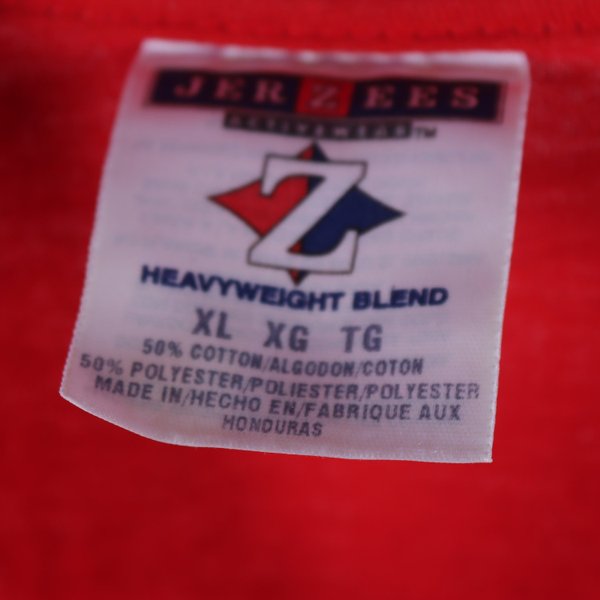 JERZEES
ACTIVEWEAR™
Z
HEAVYWEIGHT BLEND
XL XG TG
50% COTTON/ALGODON/COTON
50% POLYESTER/POLIESTER/POLYESTER
MADE IN/HECHO EN/FABRIQUE AUX
HONDURAS